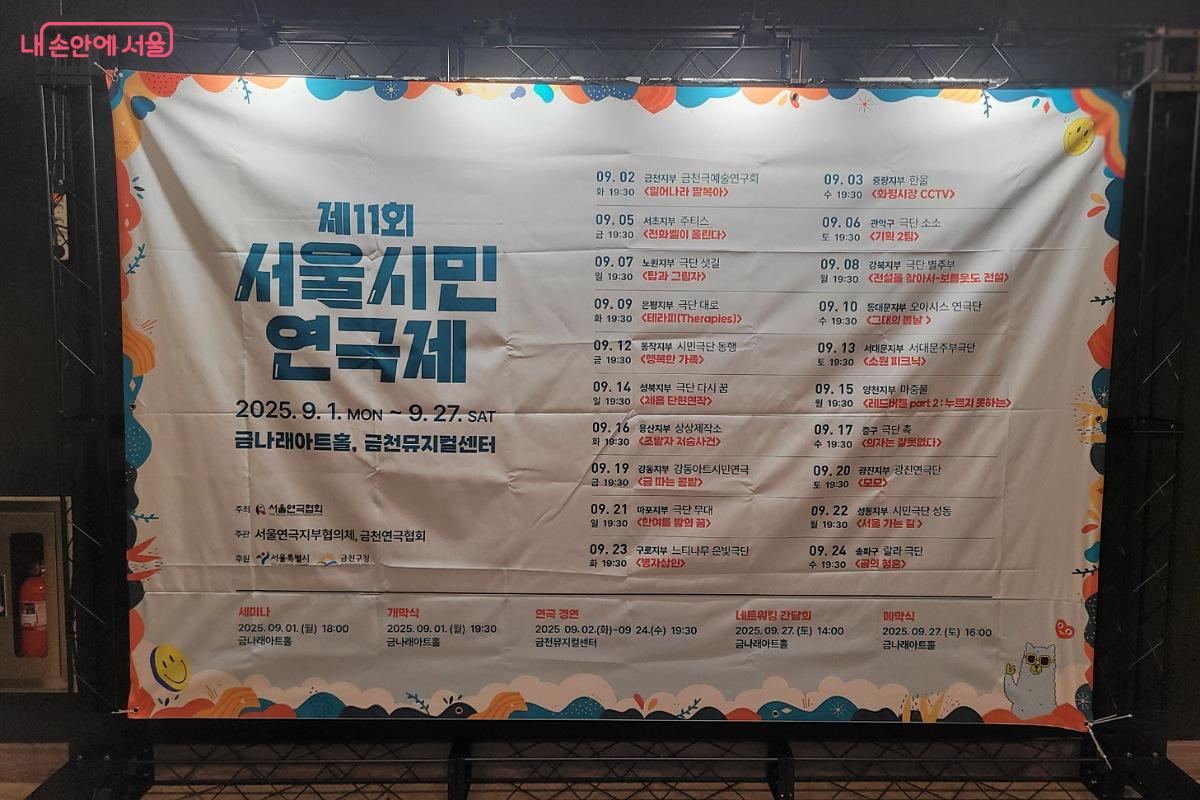 내 손안에 서울
제11회
서울시민
연극제
2025. 9. 1. MON ~ 9. 27. SAT
금나래아트홀, 금천뮤지컬센터
주최 서울연극협회
주관 서울연극지부협의체, 금천연극협회
후원 서울특별시 금천구청
09. 02 금천지부 금천극예술연구회
화 19:30 <일어나라 팔복아>
09. 03 중랑지부 한울
수 19:30 <화평시장 CCTV>
09. 05 서초지부 주티스
금 19:30 <전화벨이 울린다>
09. 06 관악구 극단 소소
토 19:30 <기획 2팀>
09. 07 노원지부 극단 샛길
일 19:30 <탑과 그림자>
09. 08 강북지부 극단 별주부
월 19:30 <전설을 찾아서-보름웃도 전설>
09. 09 은평지부 극단 대로
화 19:30 <테라피(Therapies)>
09. 10 동대문지부 오아시스 연극단
수 19:30 <그대의 봄날>
09. 12 동작지부 시민극단 동행
금 19:30 <행복한 가족>
09. 13 서대문지부 서대문주부극단
토 19:30 <소원 피크닉>
09. 14 성북지부 극단 다시 꿈
일 19:30 <체홉 단편연작>
09. 15 양천지부 마중물
월 19:30 <레드버튼 part 2 : 누르지 못하는>
09. 16 용산지부 상상제작소
화 19:30 <조발자 저승사건>
09. 17 중구 극단 촉
수 19:30 <의자는 잘못없다>
09. 19 강동지부 강동아트시민연극
금 19:30 <금 따는 콩밭>
09. 20 광진지부 광진연극단
토 19:30 <모모>
09. 21 마포지부 극단 무대
일 19:30 <한여름 밤의 꿈>
09. 22 성동지부 시민극단 성동
월 19:30 <서울 가는 길>
09. 23 구로지부 느티나무 은빛극단
화 19:30 <병자삼인>
09. 24 송파구 랄라 극단
수 19:30 <곰의 청혼>
세미나
2025. 09. 01. (월) 18:00
금나래아트홀
개막식
2025. 09. 01. (월) 19:30
금나래아트홀
연극 경연
2025 09. 02.(화)~09 24.(수) 19:30
금천뮤지컬센터
네트워킹 간담회
2025. 09. 27. (토) 14:00
금나래아트홀
폐막식
2025. 09. 27. (토) 16:00
금나래아트홀